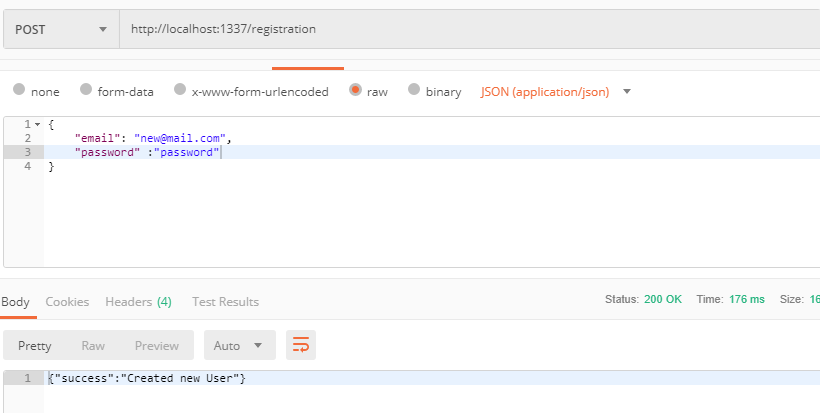 POST http://localhost:1337/registration
none form-data x-www-form-urlencoded raw binary JSON (application/json)
1 {
2 "email": "new@mail.com",
3 "password" :"password"
4 }
Body Cookies Headers (4) Test Results Status: 200 OK Time: 176 ms Size: 16
Pretty Raw Preview Auto
1 {"success":"Created new User"}